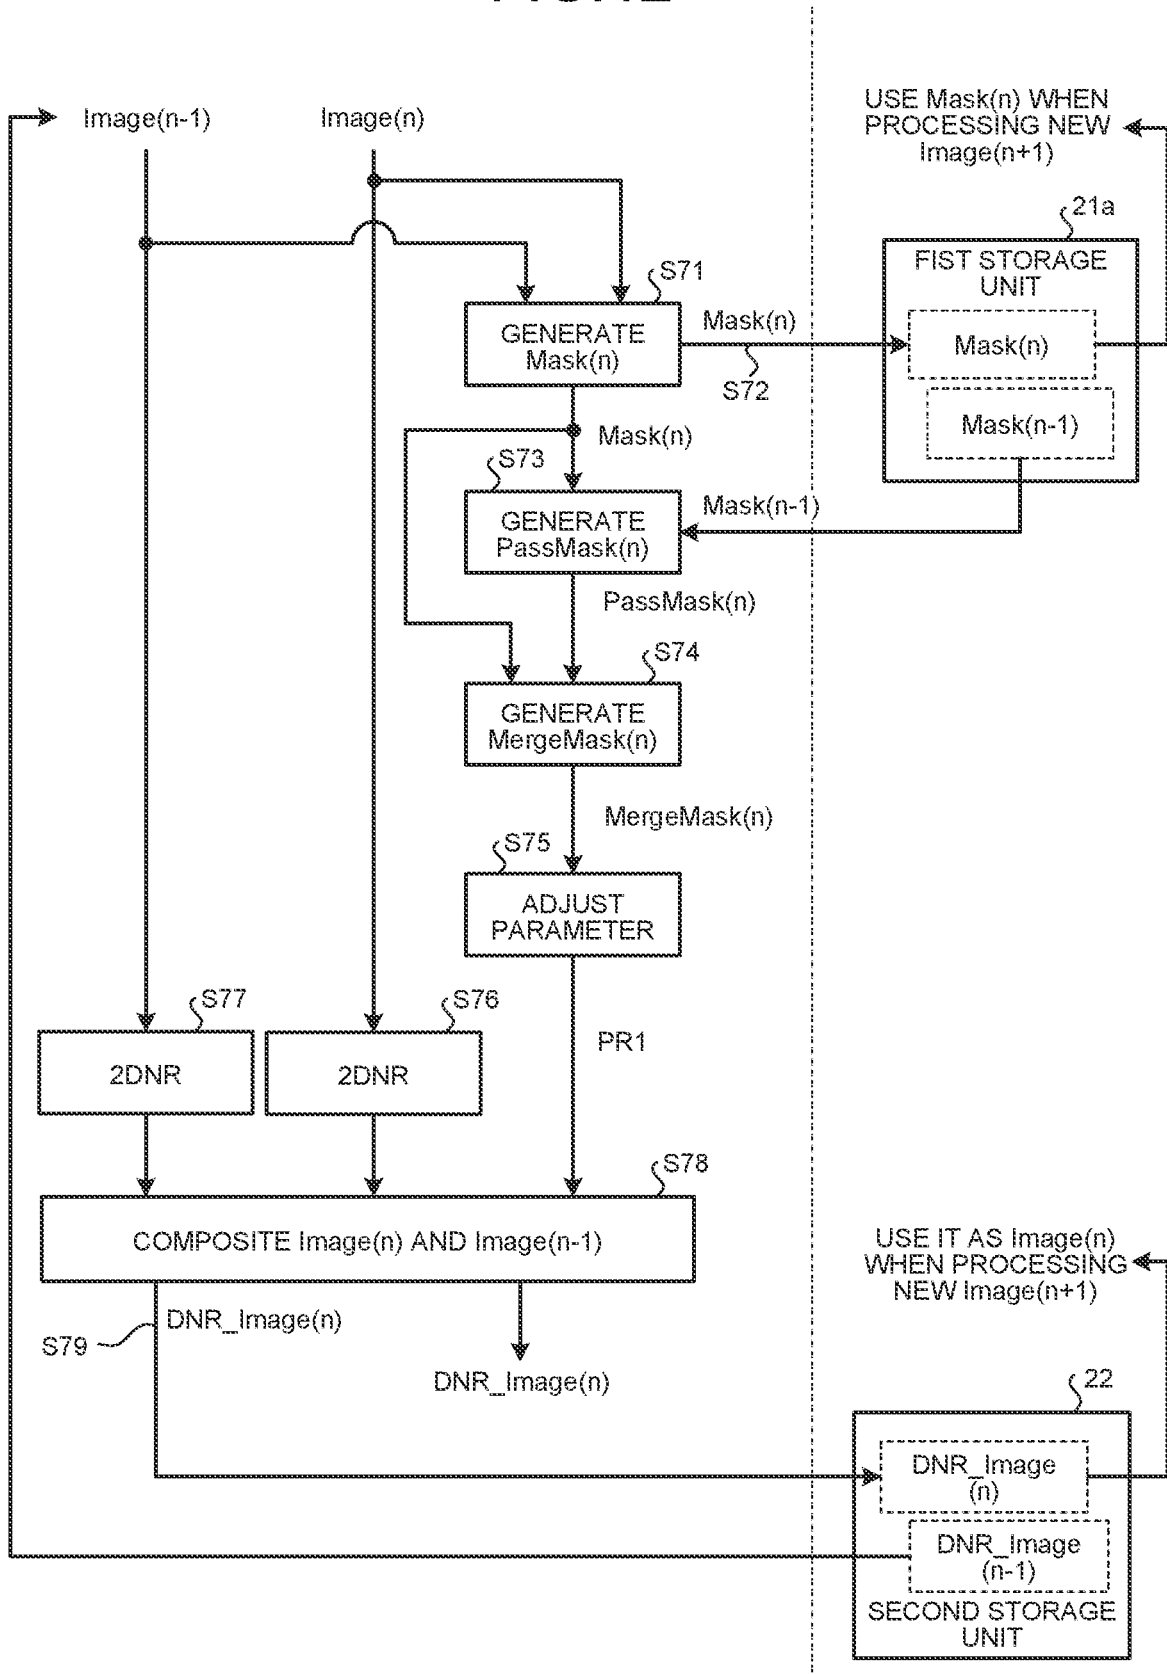 Image(n-1)
Image(n)
USE Mask(n) WHEN
PROCESSING NEW
Image(n+1)
21a
FIST STORAGE
UNIT
S71
GENERATE
Mask(n)
Mask(n)
S72
Mask(n)
Mask(n-1)
Mask(n)
S73
GENERATE
PassMask(n)
Mask(n-1)
PassMask(n)
S74
GENERATE
MergeMask(n)
MergeMask(n)
S75
ADJUST
PARAMETER
S77
2DNR
S76
2DNR
PR1
S78
COMPOSITE Image(n) AND Image(n-1)
USE IT AS Image(n)
WHEN PROCESSING
NEW Image(n+1)
DNR_Image(n)
S79
DNR_Image(n)
22
DNR_Image
(n)
DNR_Image
(n-1)
SECOND STORAGE
UNIT